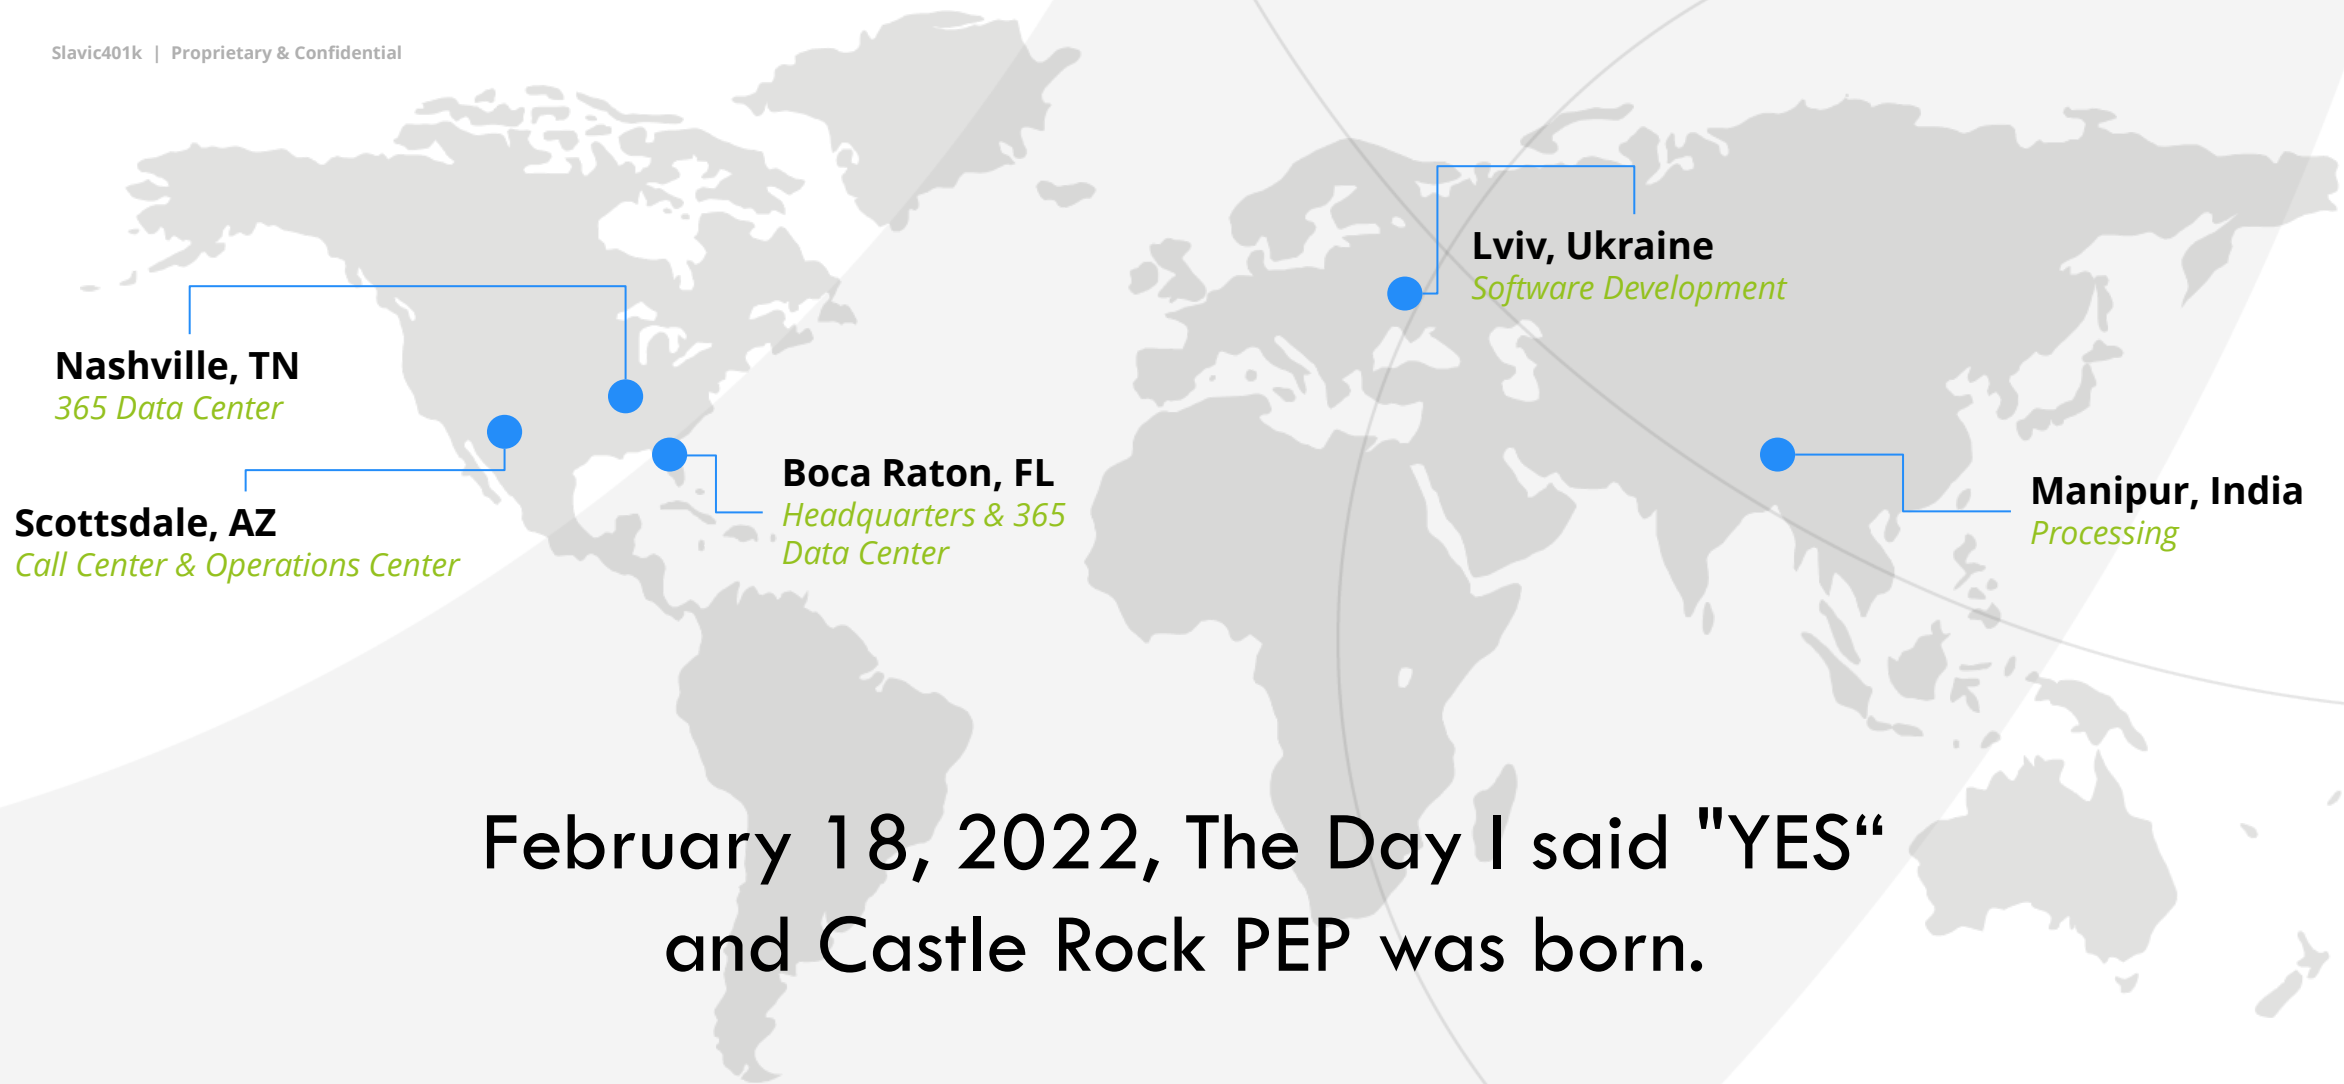 Slavic401k | Proprietary & Confidential
Lviv, Ukraine
Software Development
Nashville, TN
365 Data Center
Boca Raton, FL
Headquarters & 365
Data Center
Manipur, India
Processing
Scottsdale, AZ
Call Center & Operations Center
February 18, 2022, The Day I said "YES“
and Castle Rock PEP was born.